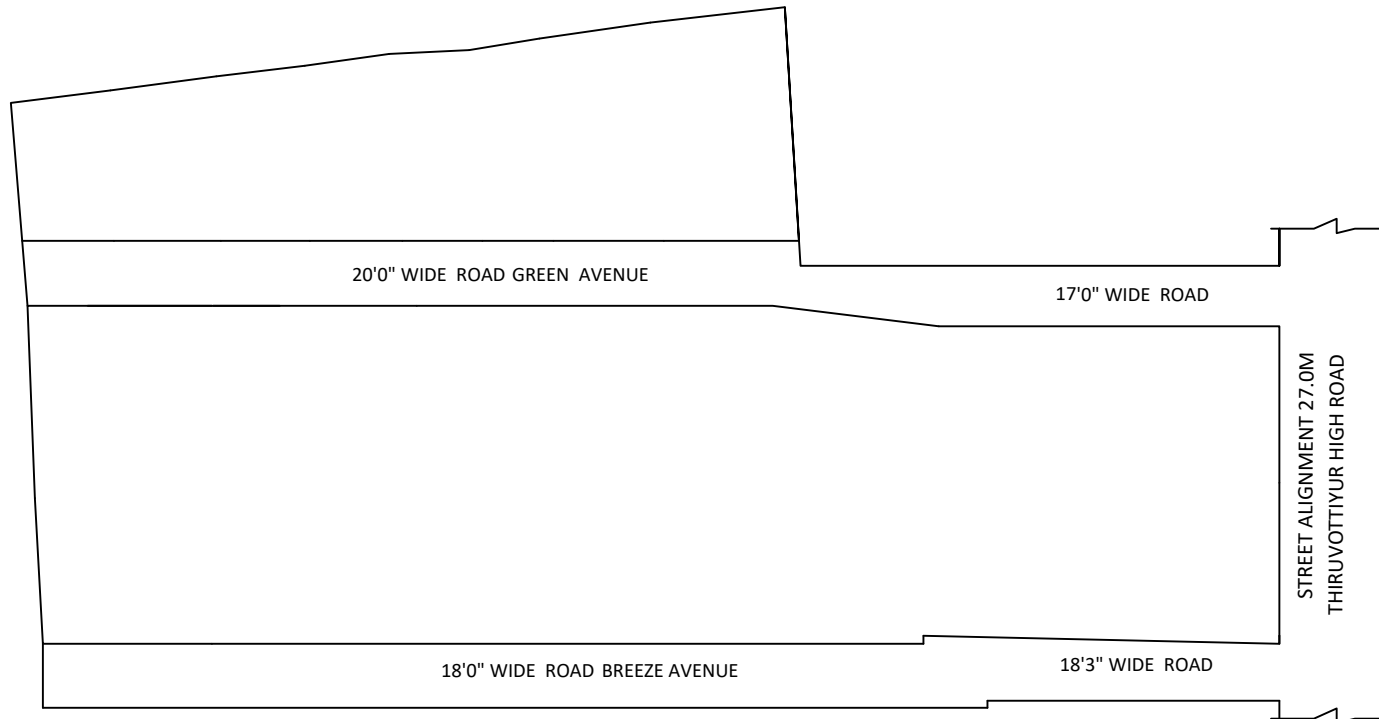 20'0" WIDE ROAD GREEN AVENUE
17'0" WIDE ROAD
STREET ALIGNMENT 27.0M
THIRUVOTTIYUR HIGH ROAD
18'0" WIDE ROAD BREEZE AVENUE
18'3" WIDE ROAD